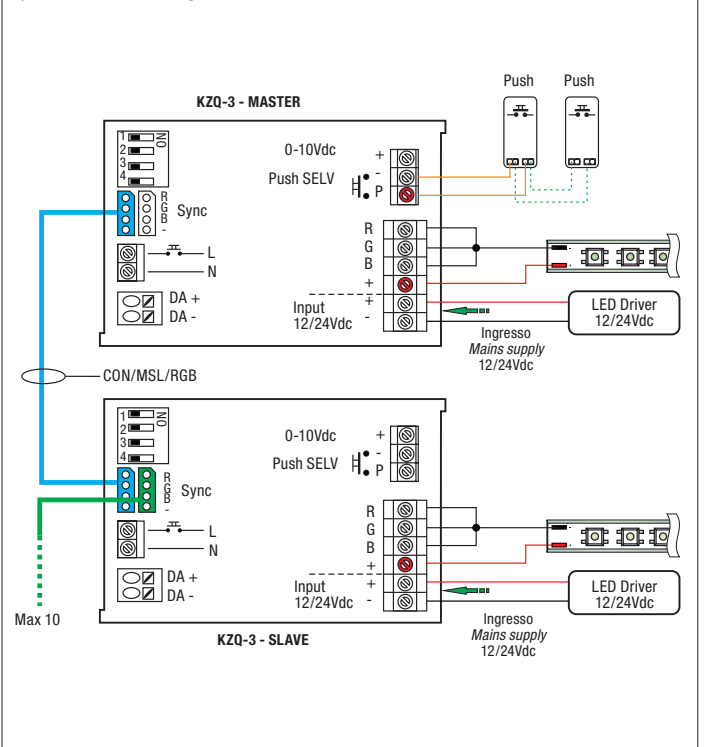 Push Push
KZQ-3 - MASTER
1
2
3
4
NO
0-10Vdc +
Push SELV -
P
R
G
B
-
Sync
L
N
DA +
DA -
R
G
B
+
Input + 
12/24Vdc -
- +
LED Driver
12/24Vdc
Ingresso
Mains supply
12/24Vdc
CON/MSL/RGB
1
2
3
4
NO
0-10Vdc +
Push SELV -
P
R
G
B
-
Sync
L
N
DA +
DA -
R
G
B
+
Input +
12/24Vdc -
- +
LED Driver
12/24Vdc
Ingresso
Mains supply
12/24Vdc
Max 10
KZQ-3 - SLAVE